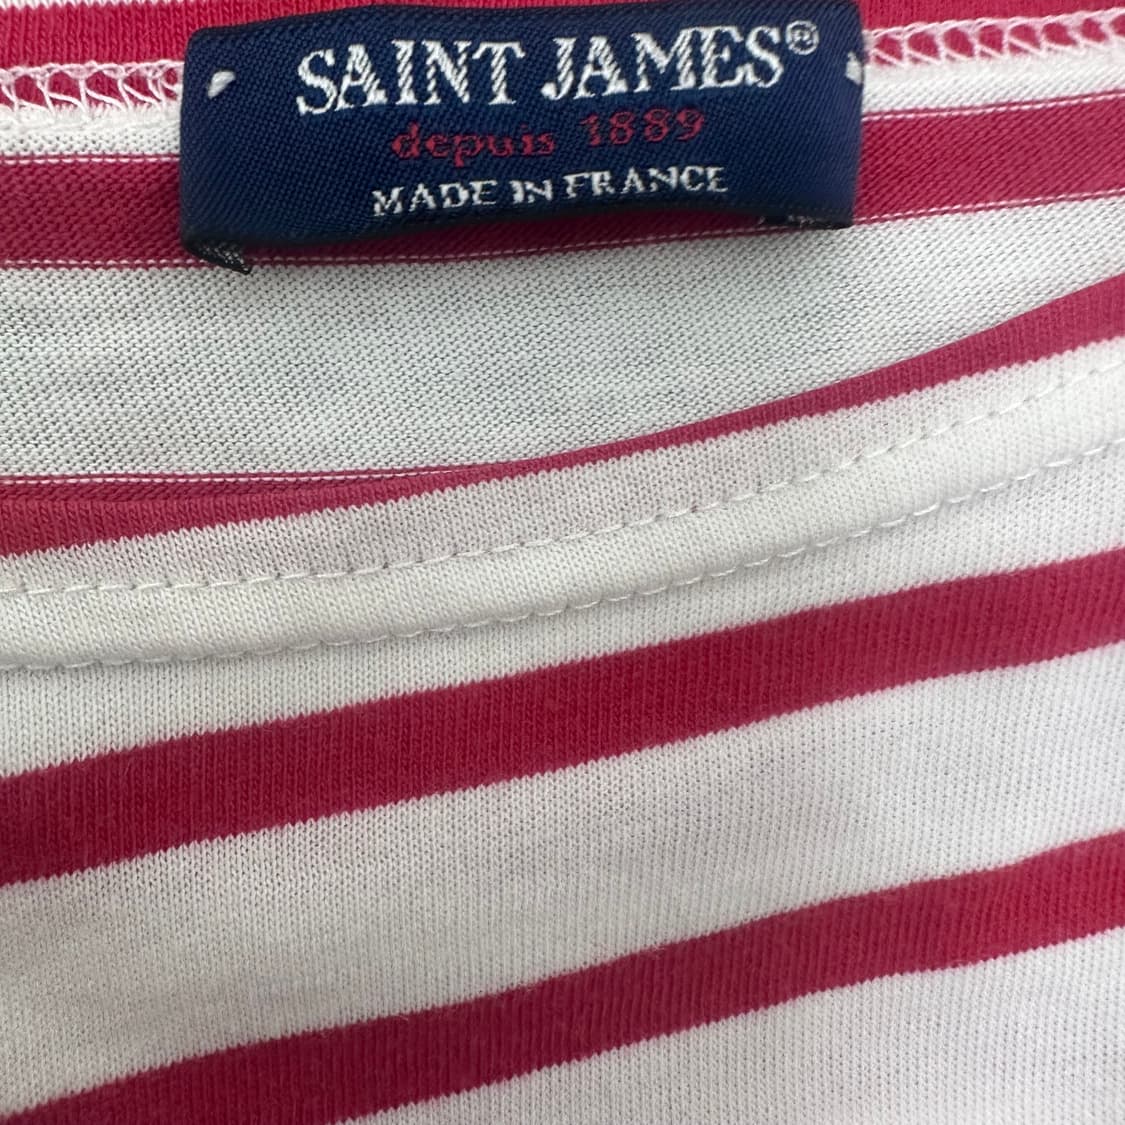 SAINT JAMES®
depuis 1889
MADE IN FRANCE